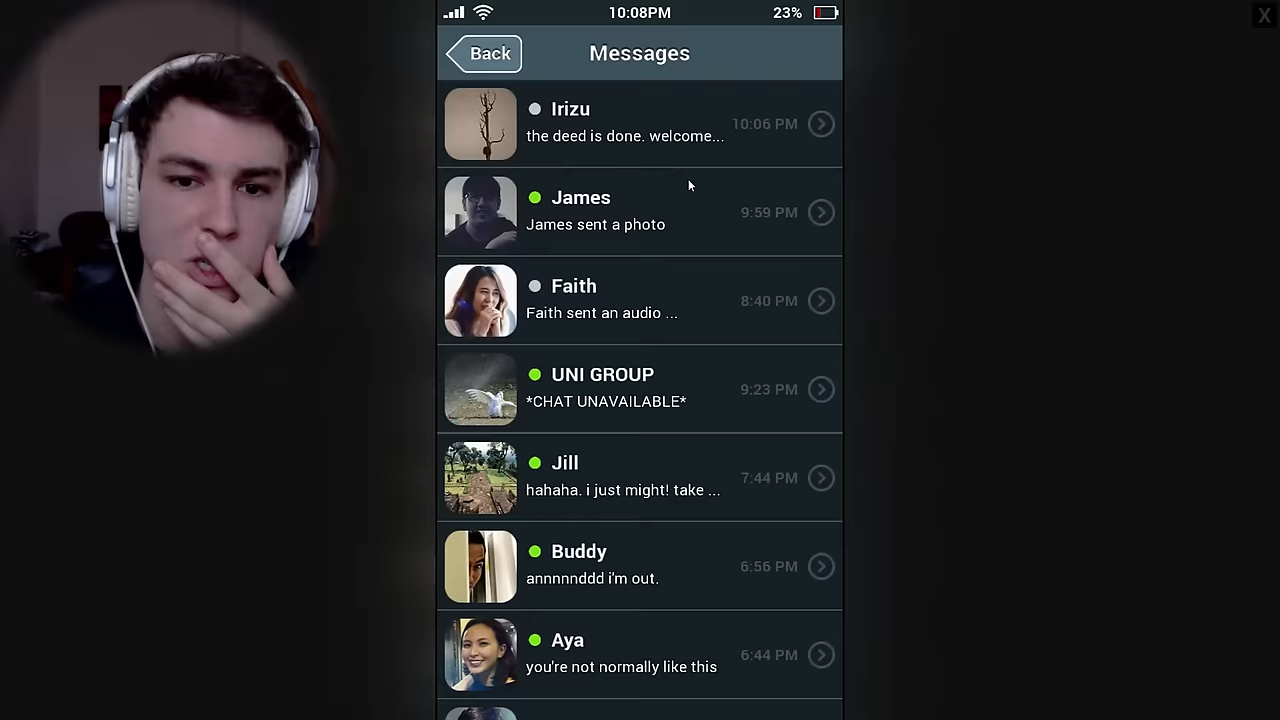 10:08PM
23%
Back
Messages
Irizu
the deed is done. welcome...
10:06 PM
James
James sent a photo
9:59 PM
Faith
Faith sent an audio ...
8:40 PM
UNI GROUP
*CHAT UNAVAILABLE*
9:23 PM
Jill
hahaha. i just might! take ...
7:44 PM
Buddy
annnnnddd i'm out.
6:56 PM
Aya
you're not normally like this
6:44 PM
X